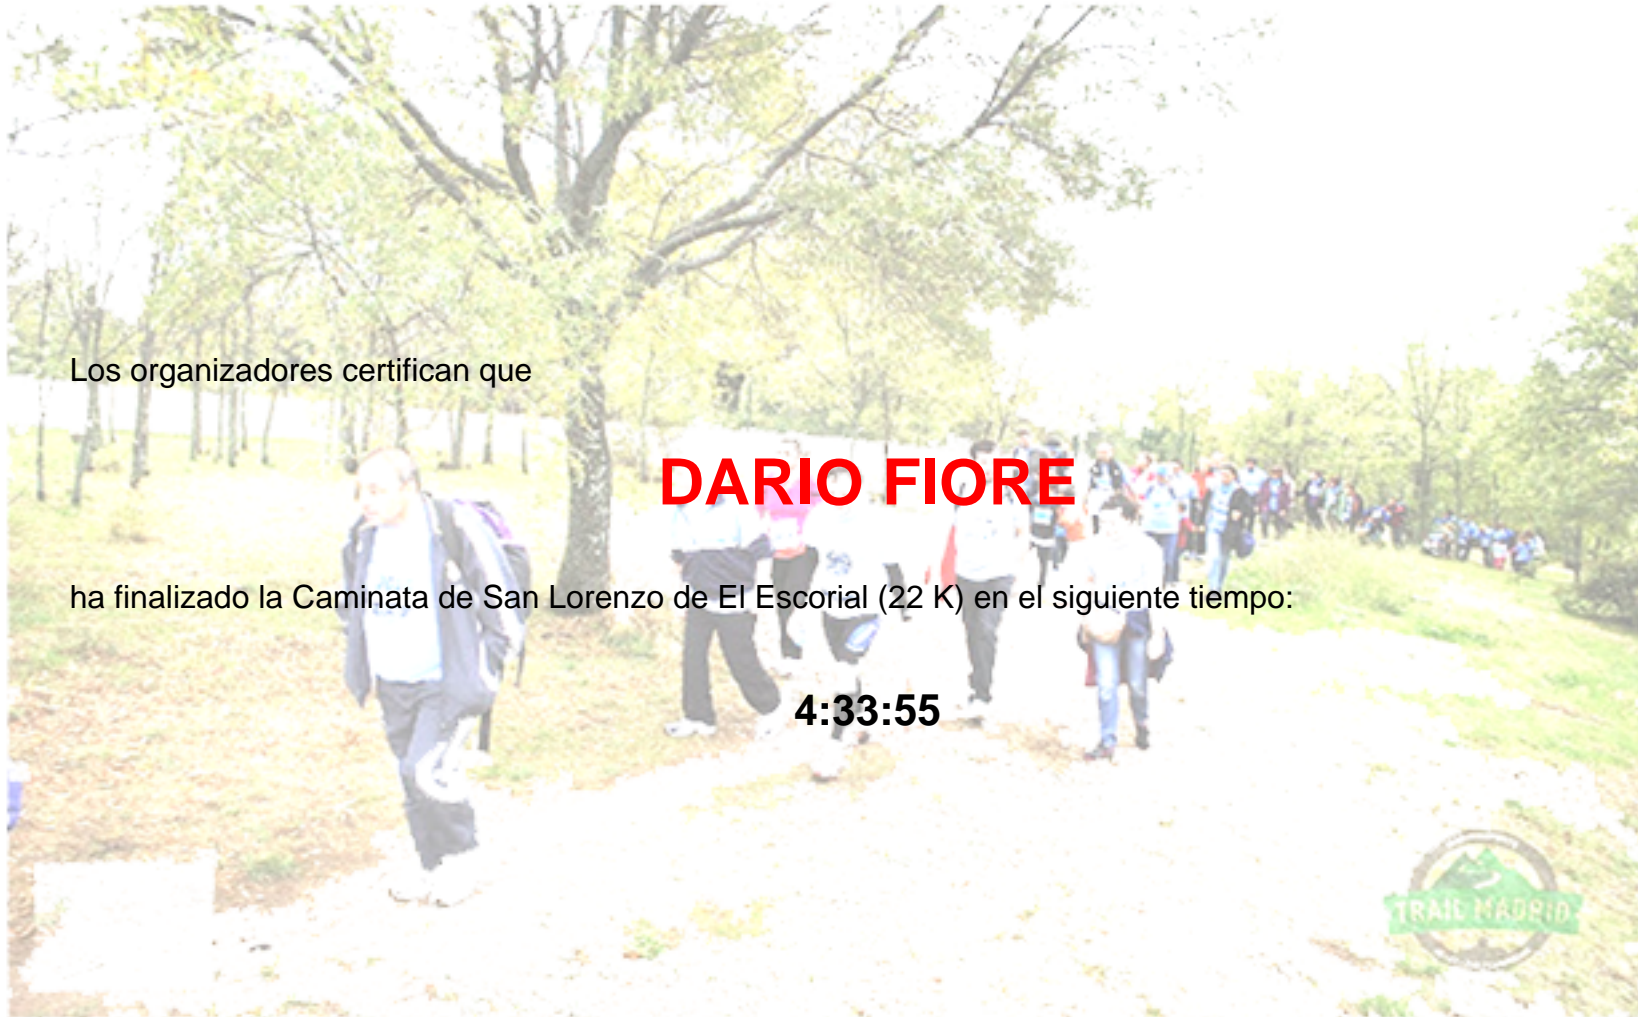 Los organizadores certifican que
DARIO FIORE
ha finalizado la Caminata de San Lorenzo de El Escorial (22 K) en el siguiente tiempo:
4:33:55
TRAIL MADRID